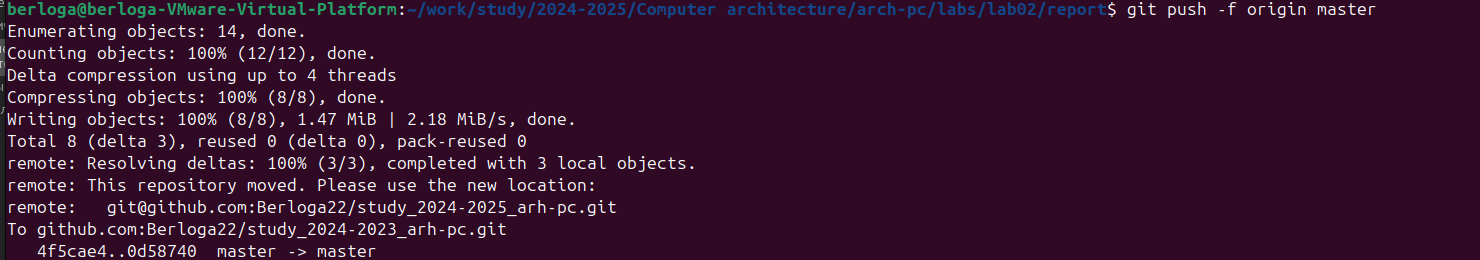 berloga@berloga-VMware-Virtual-Platform:~/work/study/2024-2025/Computer architecture/arch-pc/labs/lab02/report$ git push -f origin master
Enumerating objects: 14, done.
Counting objects: 100% (12/12), done.
Delta compression using up to 4 threads
Compressing objects: 100% (8/8), done.
Writing objects: 100% (8/8), 1.47 MiB | 2.18 MiB/s, done.
Total 8 (delta 3), reused 0 (delta 0), pack-reused 0
remote: Resolving deltas: 100% (3/3), completed with 3 local objects.
remote: This repository moved. Please use the new location:
remote:   git@github.com:Berloga22/study_2024-2025_arh-pc.git
To github.com:Berloga22/study_2024-2023_arh-pc.git
   4f5cae4..0d58740  master -> master